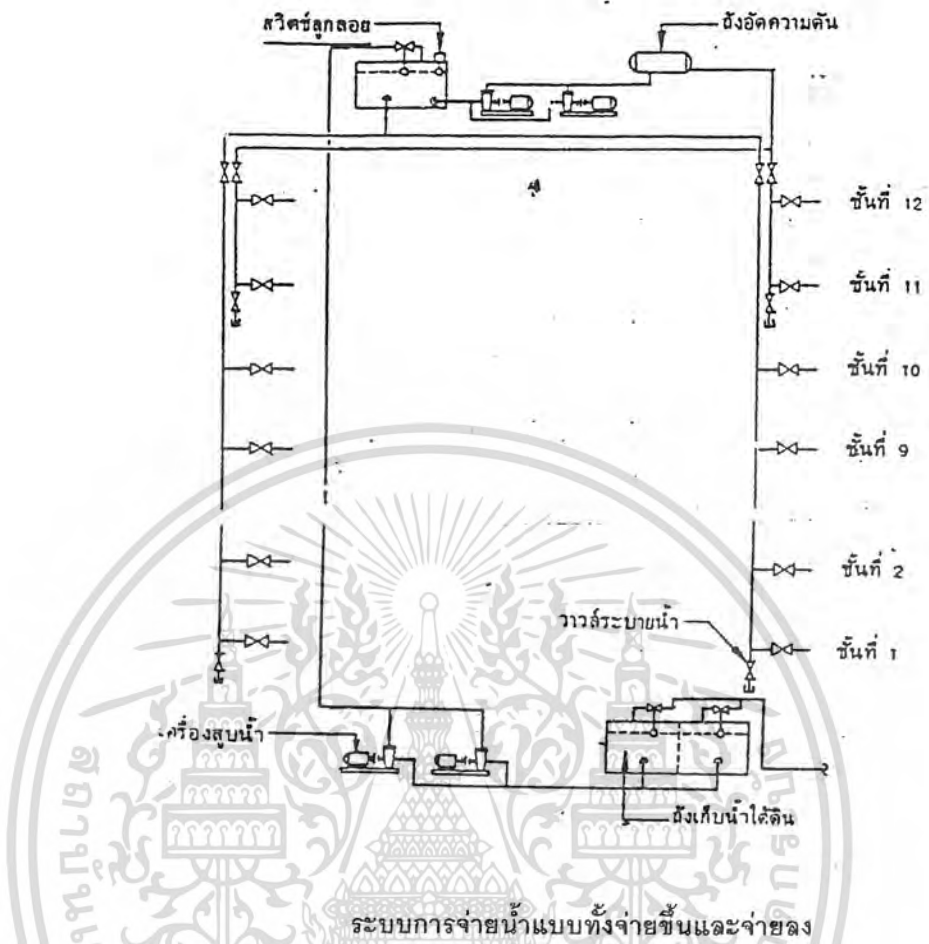 สวิตช์ลูกลอย
ถังอัดความดัน
ชั้นที่ 12
ชั้นที่ 11
ชั้นที่ 10
ชั้นที่ 9
ชั้นที่ 2
วาวล์ระบายน้ำ
ชั้นที่ 1
เครื่องสูบน้ำ
ถังเก็บน้ำใต้ดิน
ระบบการจ่ายน้ำแบบทั้งจ่ายขึ้นและจ่ายลง